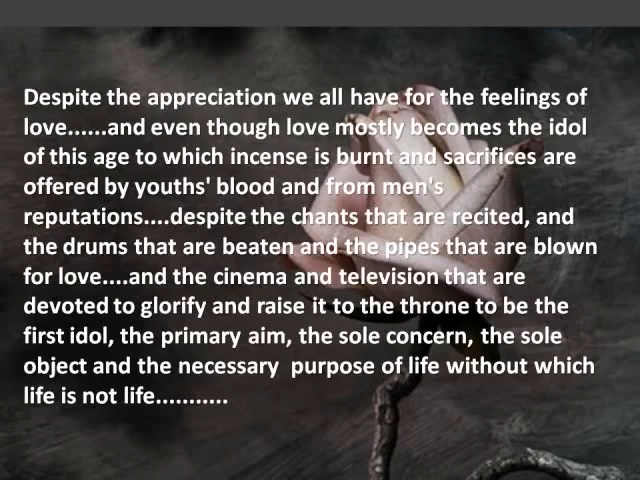 Despite the appreciation we all have for the feelings of
love......and even though love mostly becomes the idol
of this age to which incense is burnt and sacrifices are
offered by youths' blood and from men's
reputations....despite the chants that are recited, and
the drums that are beaten and the pipes that are blown
for love....and the cinema and television that are
devoted to glorify and raise it to the throne to be the
first idol, the primary aim, the sole concern, the sole
object and the necessary  purpose of life without which
life is not life...........